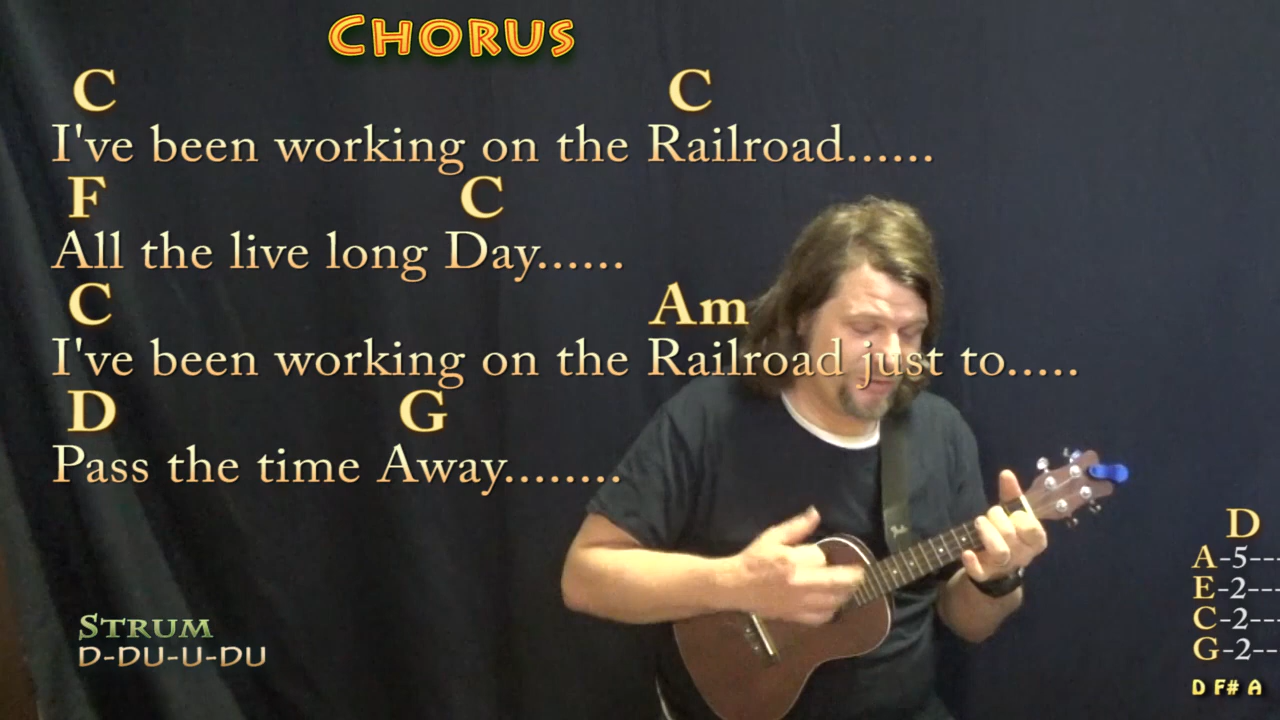 CHORUS
C C
I've been working on the Railroad......
F C
All the live long Day......
C Am
I've been working on the Railroad just to.....
D G
Pass the time Away........
STRUM
D-DU-U-DU
D
A-5---
E-2---
C-2---
G-2--
D F# A